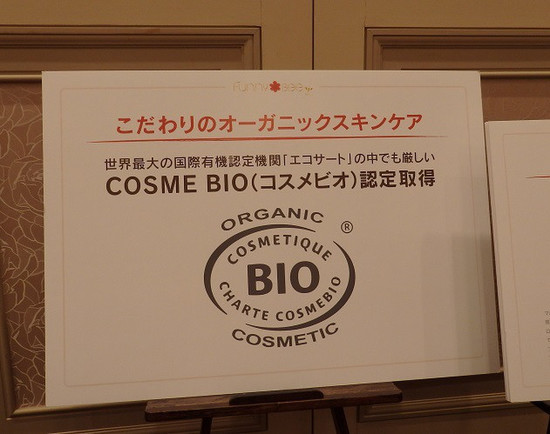 こだわりのオーガニックスキンケア
世界最大の国際有機認定機関「エコサート」の中でも厳しい
COSME BIO(コスメビオ)認定取得
ORGANIC
®
COSMETIQUE
BIO
CHARTE COSMEBIO
COSMETIC